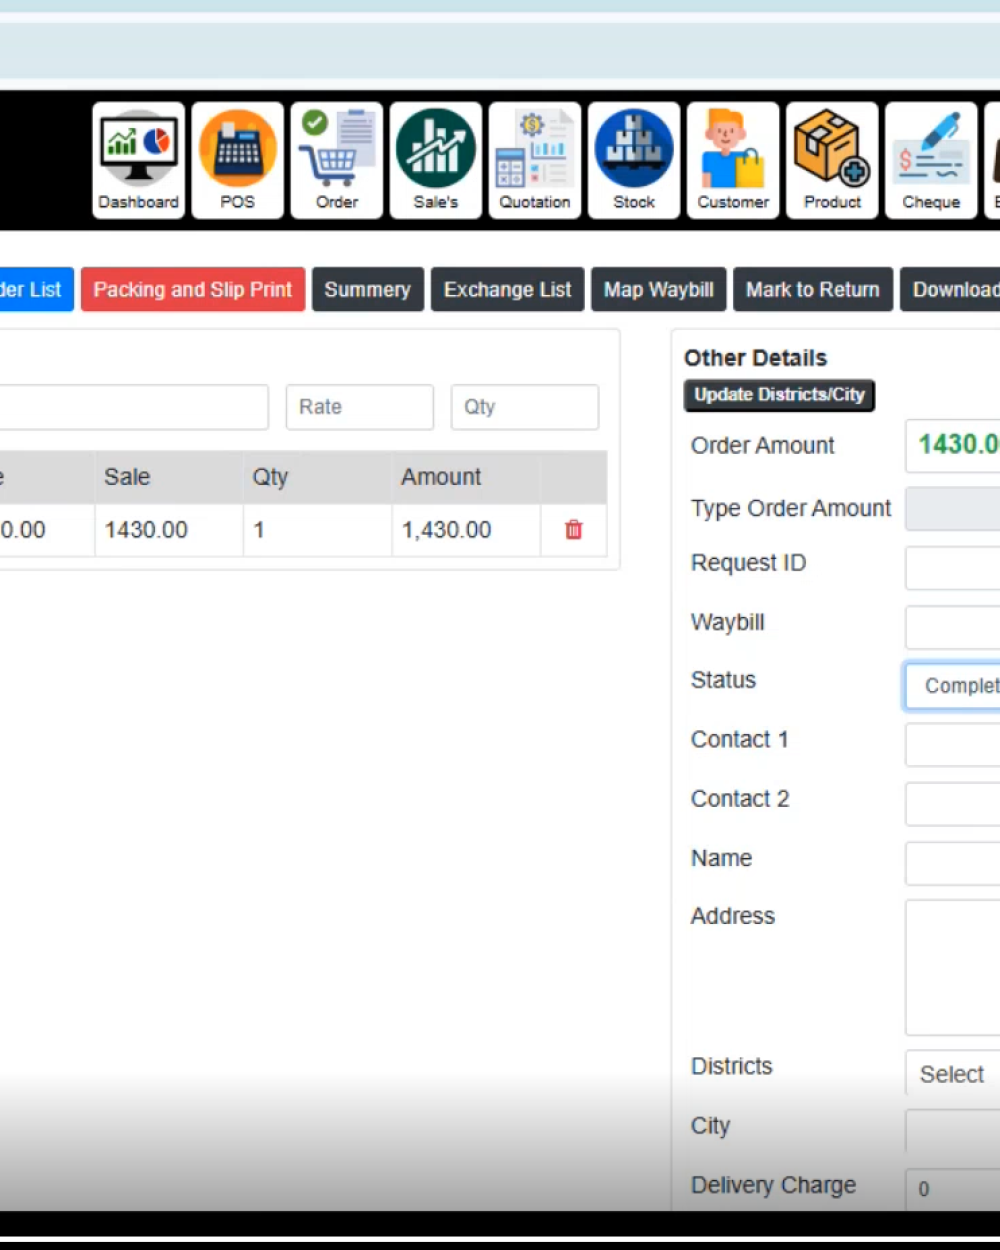 Dashboard POS Order Sale's Quotation Stock Customer Product Cheque
List Packing and Slip Print Summery Exchange List Map Waybill Mark to Return Download
Other Details
Update Districts/City
Rate Qty
Order Amount 1430.0
Sale Qty Amount
Type Order Amount
0.00 1430.00 1 1,430.00
Request ID
Waybill
Status Complet
Contact 1
Contact 2
Name
Address
Districts Select
City
Delivery Charge 0